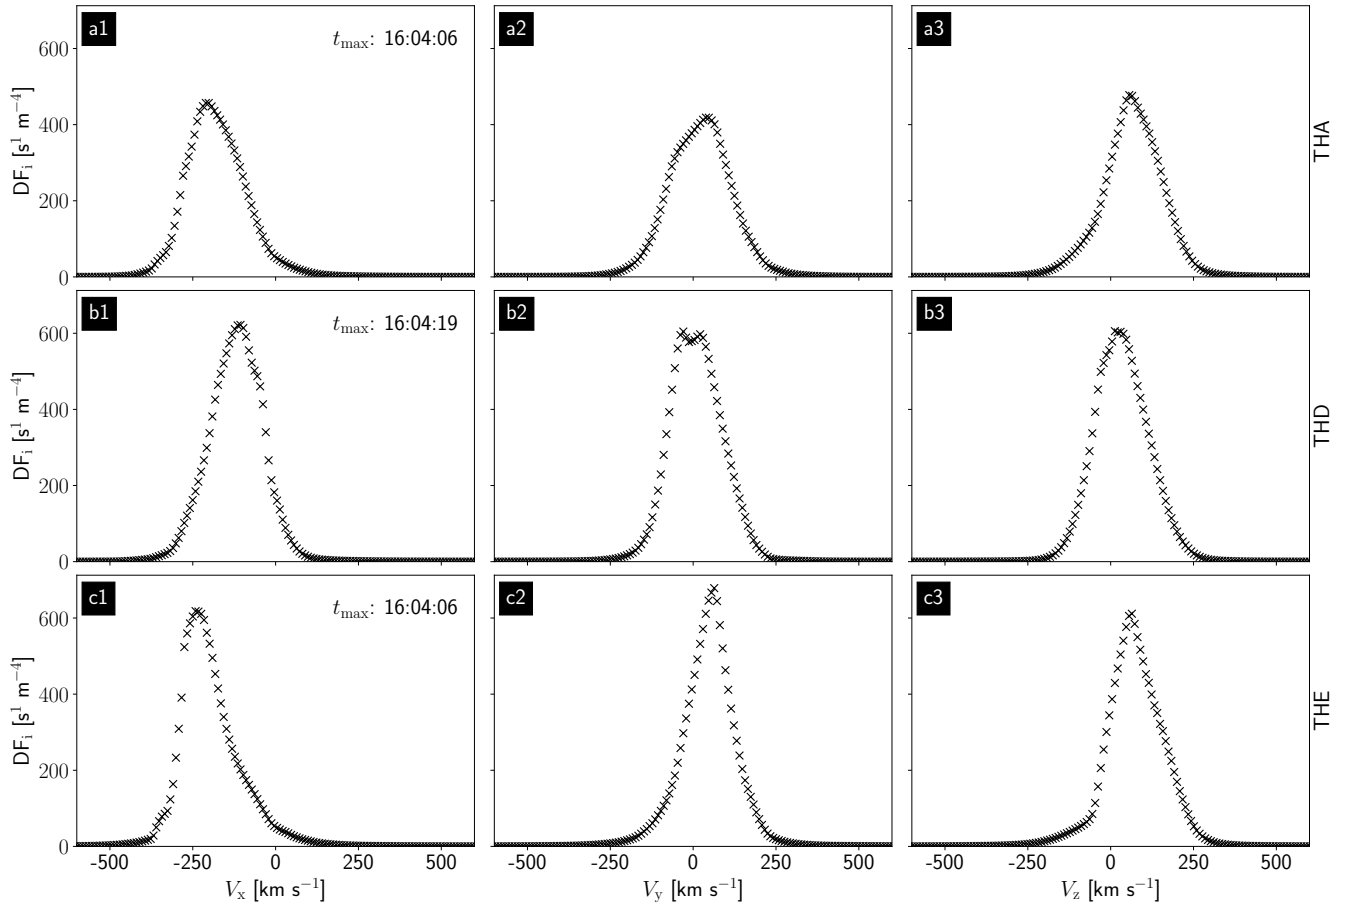 a1
t_max: 16:04:06
a2
a3
600
400
200
0
DF_i [s^1 m^−4]
THA
b1
t_max: 16:04:19
b2
b3
600
400
200
0
DF_i [s^1 m^−4]
THD
c1
t_max: 16:04:06
c2
c3
600
400
200
0
DF_i [s^1 m^−4]
THE
-500 -250 0 250 500
-500 -250 0 250 500
-500 -250 0 250 500
V_x [km s^−1]
V_y [km s^−1]
V_z [km s^−1]